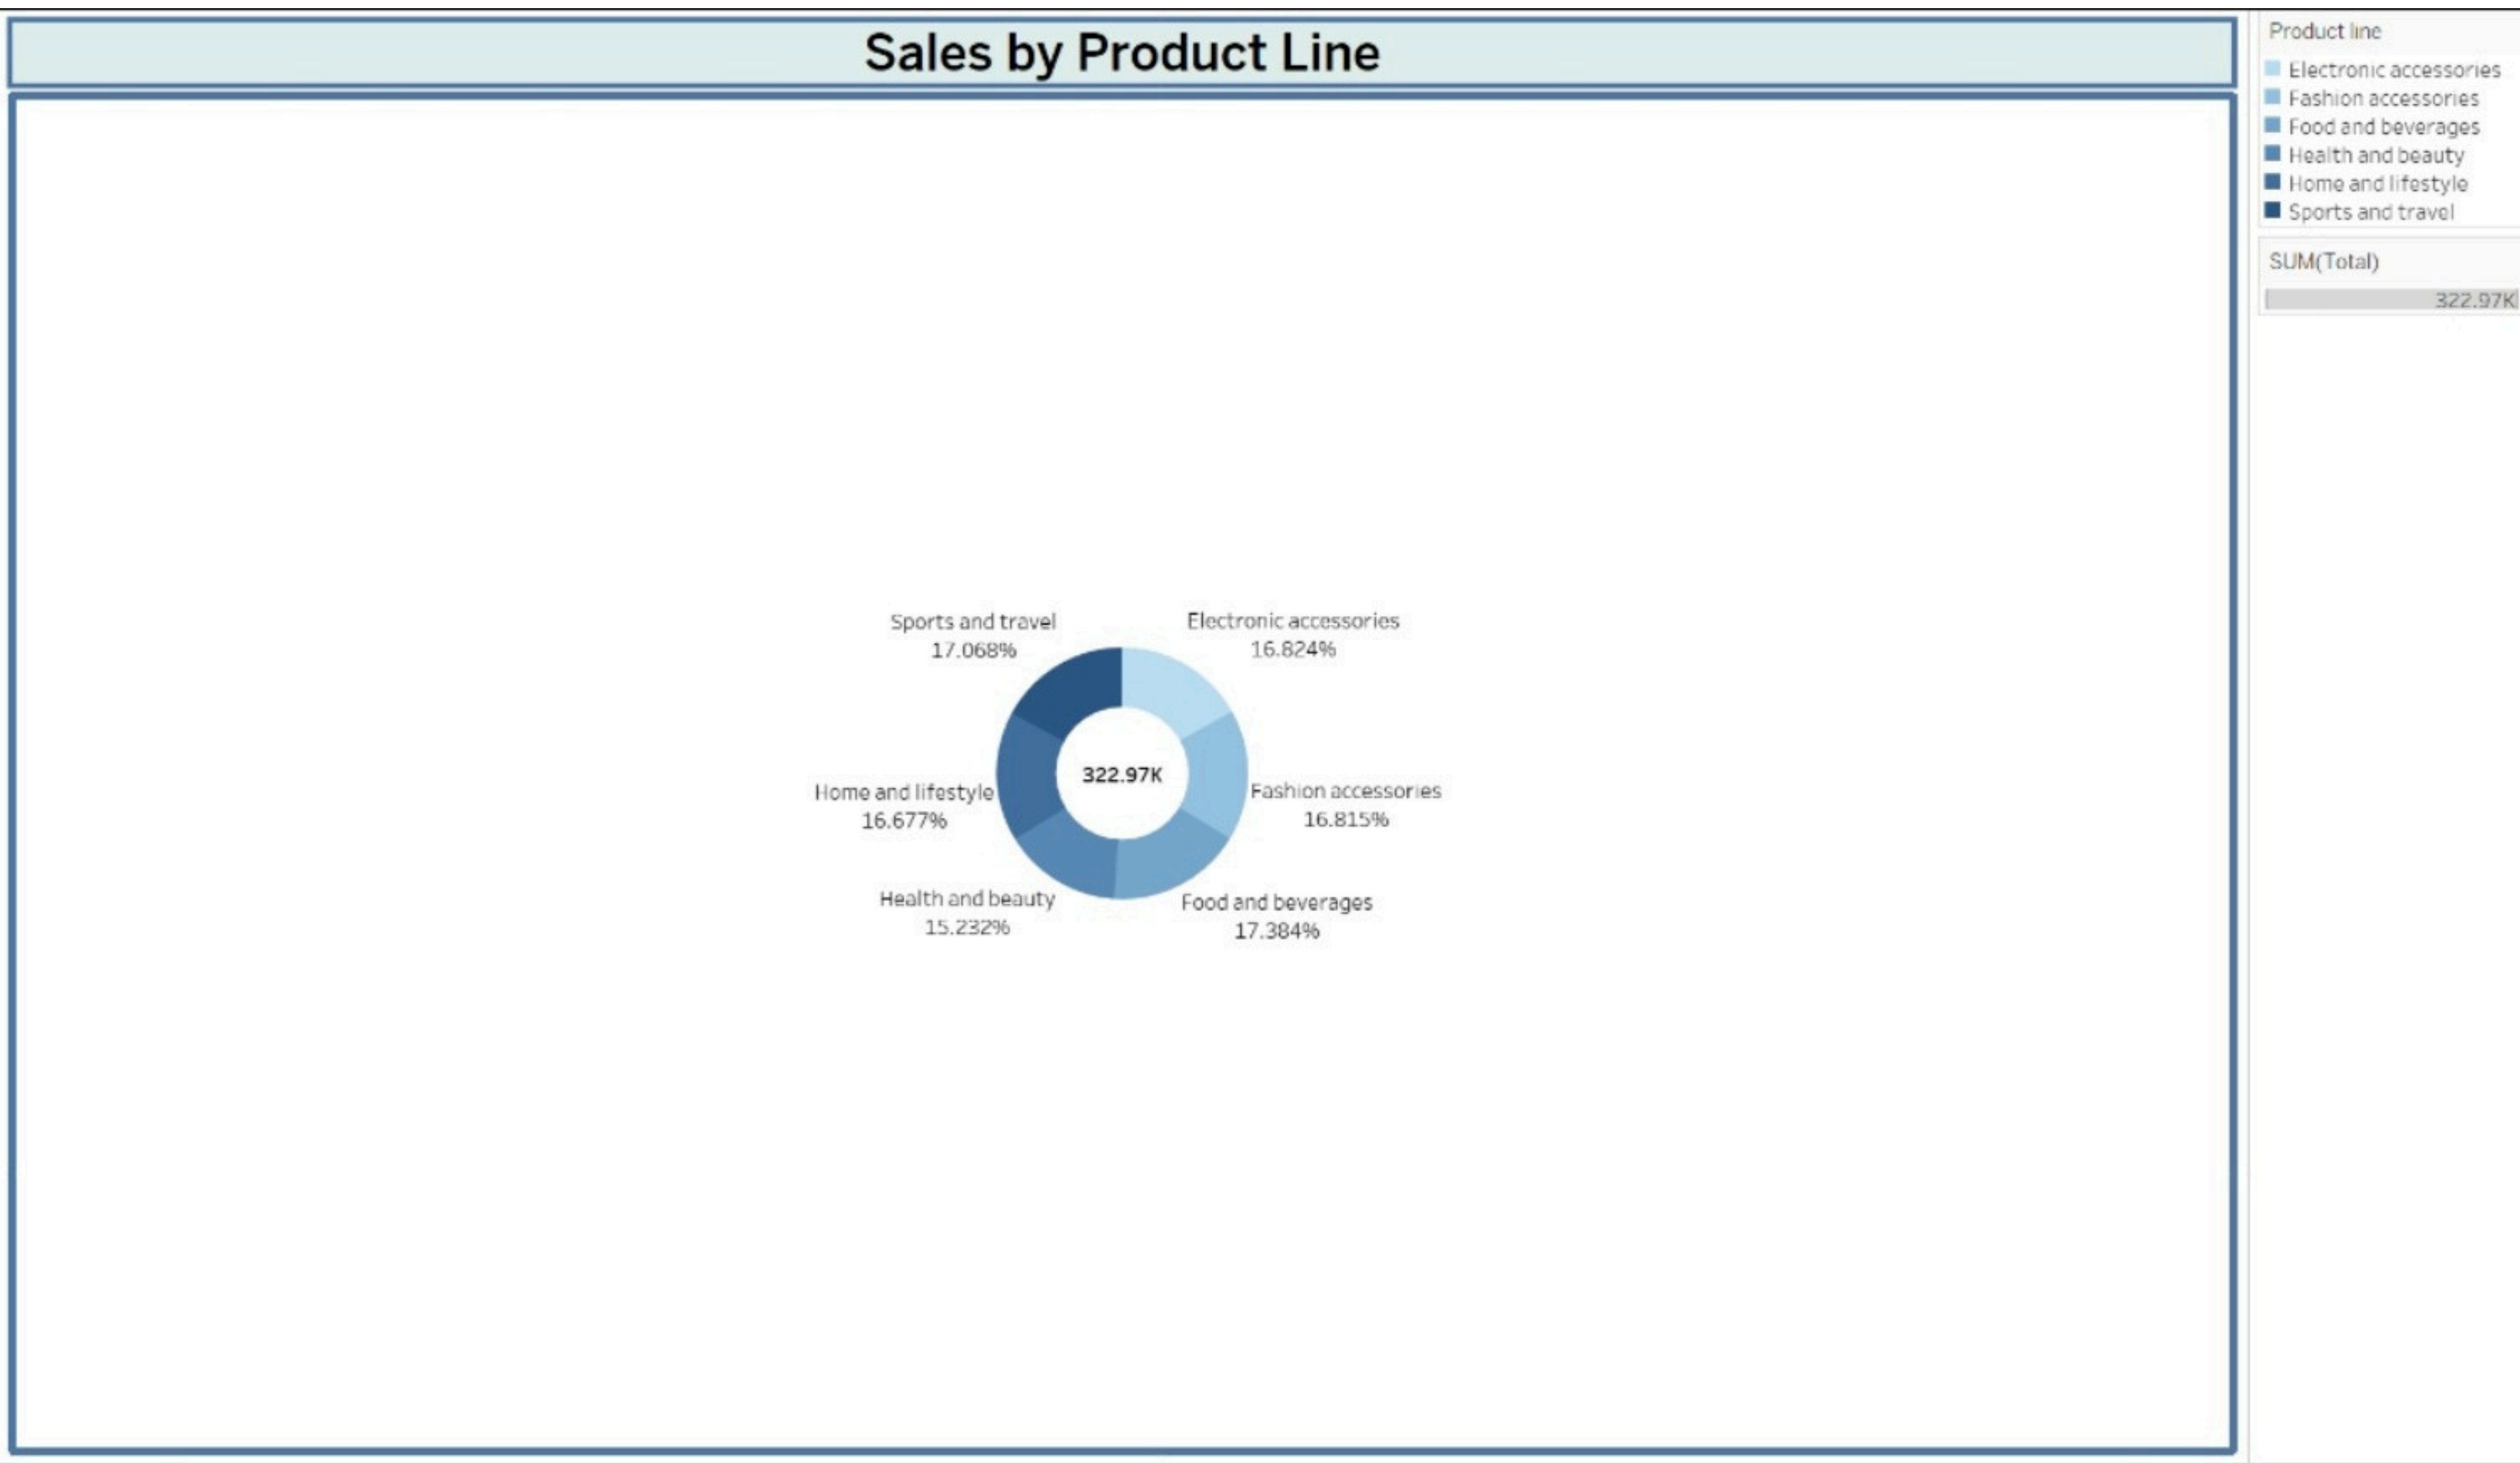 Sales by Product Line
Sports and travel
17.068%
Electronic accessories
16.824%
322.97K
Home and lifestyle
16.677%
Fashion accessories
16.815%
Health and beauty
15.232%
Food and beverages
17.384%
Product line
Electronic accessories
Fashion accessories
Food and beverages
Health and beauty
Home and lifestyle
Sports and travel
SUM(Total)
322.97K